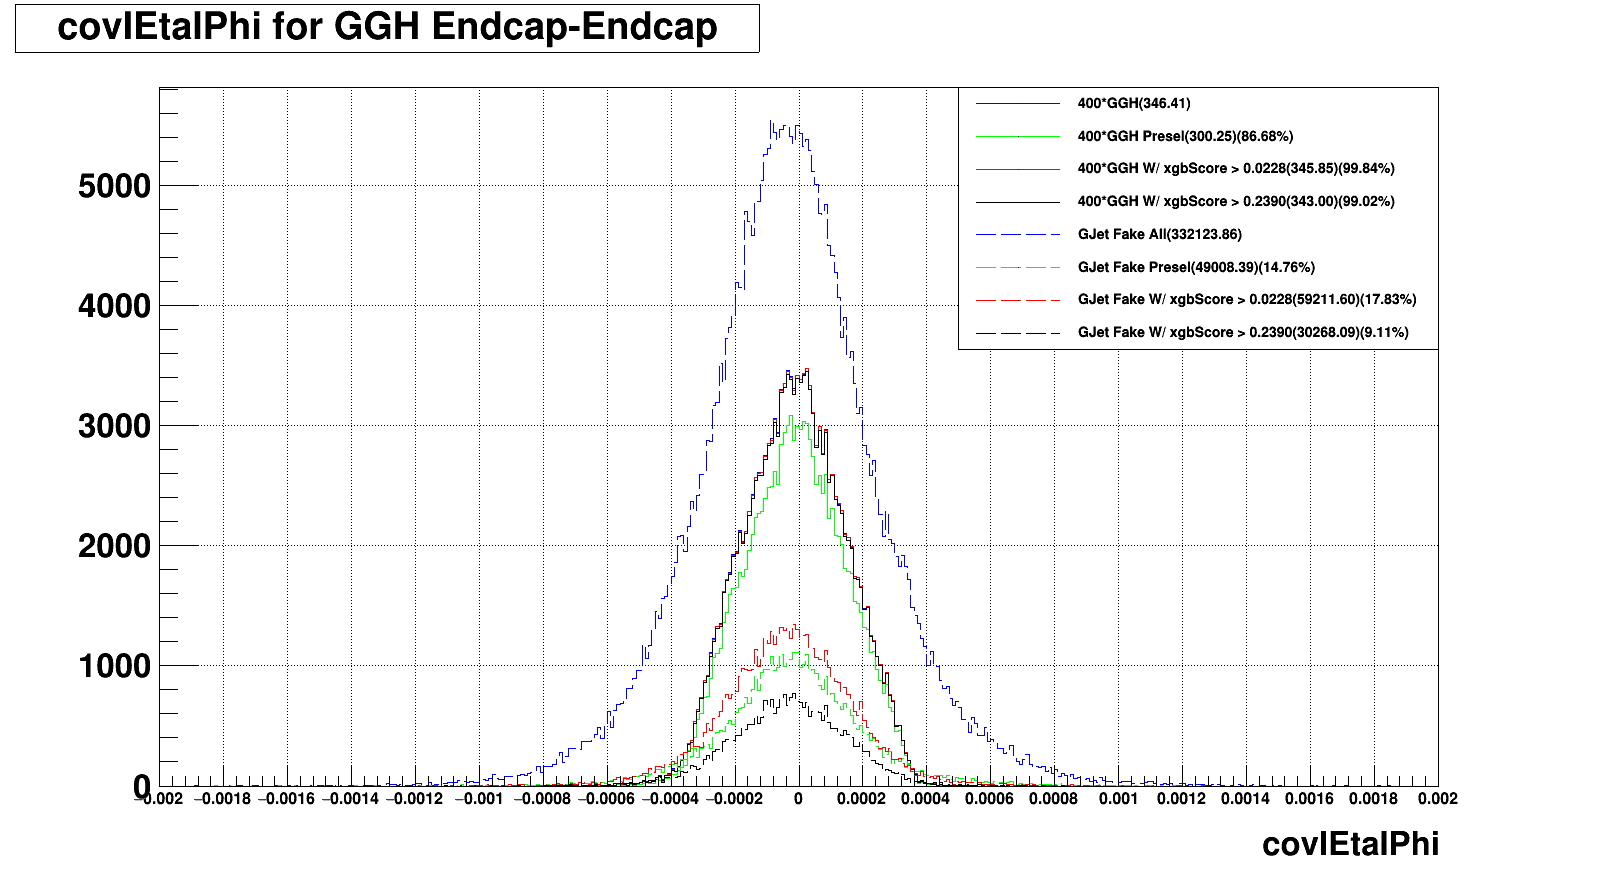 covIEtaIPhi for GGH Endcap-Endcap
400*GGH(346.41)
400*GGH Presel(300.25)(86.68%)
400*GGH W/ xgbScore > 0.0228(345.85)(99.84%)
400*GGH W/ xgbScore > 0.2390(343.00)(99.02%)
GJet Fake All(332123.86)
GJet Fake Presel(49008.39)(14.76%)
GJet Fake W/ xgbScore > 0.0228(59211.60)(17.83%)
GJet Fake W/ xgbScore > 0.2390(30268.09)(9.11%)
5000
4000
3000
2000
1000
0
−0.002 −0.0018 −0.0016 −0.0014 −0.0012 −0.001 −0.0008 −0.0006 −0.0004 −0.0002 0 0.0002 0.0004 0.0006 0.0008 0.001 0.0012 0.0014 0.0016 0.0018 0.002
covIEtaIPhi